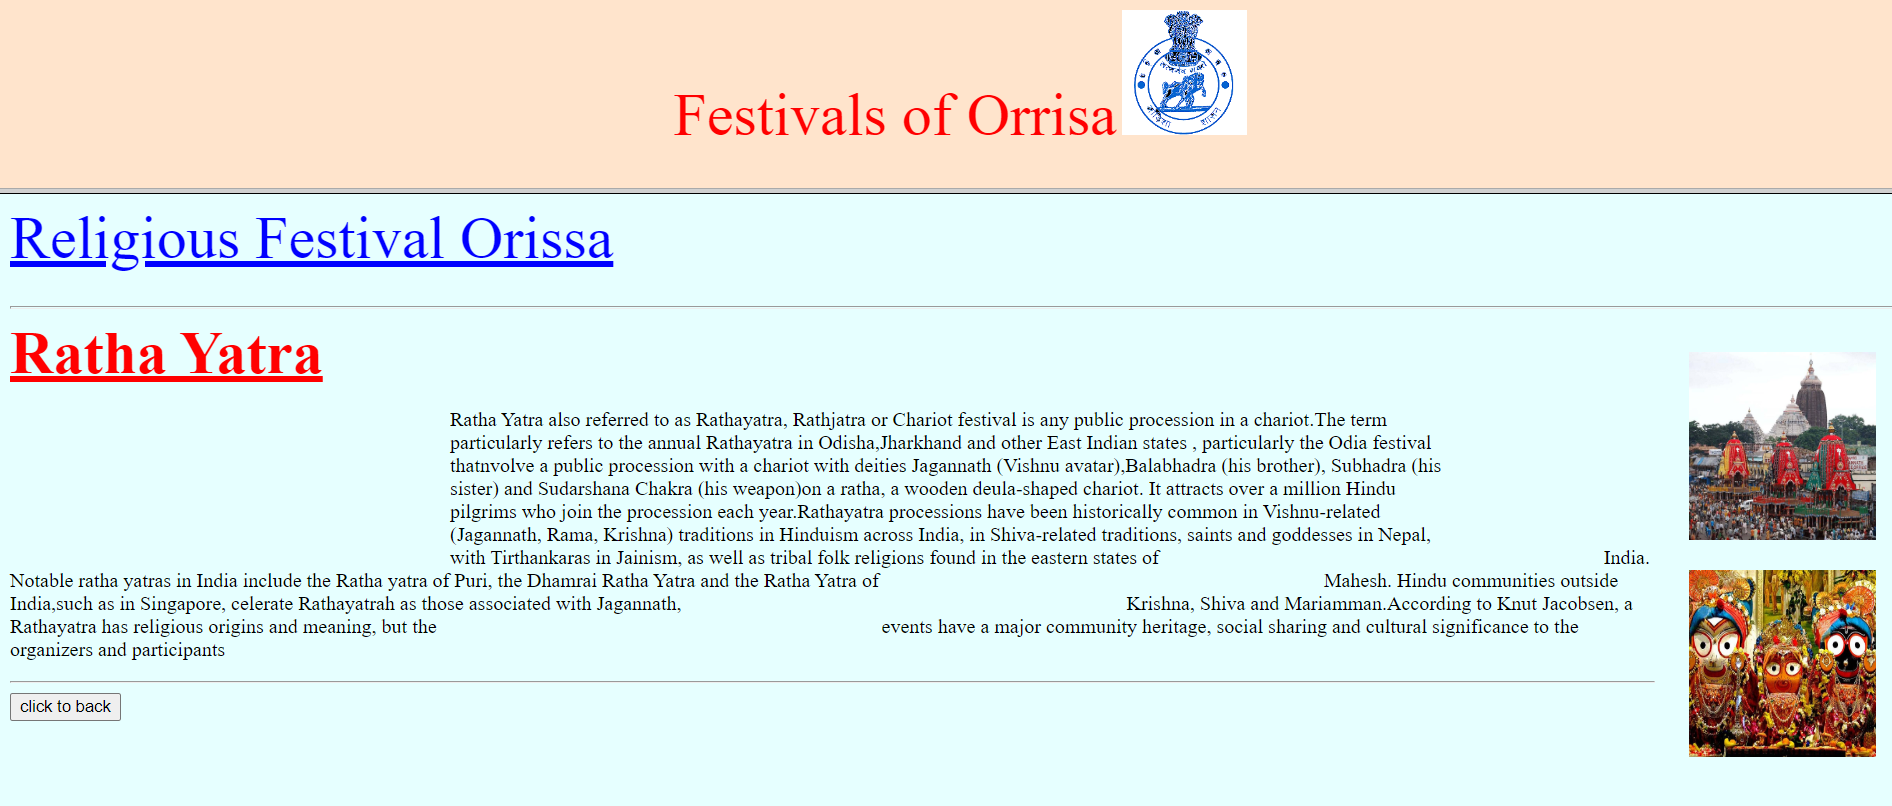 Festivals of Orrisa
Religious Festival Orissa
Ratha Yatra
Ratha Yatra also referred to as Rathayatra, Rathjatra or Chariot festival is any public procession in a chariot.The term
particularly refers to the annual Rathayatra in Odisha,Jharkhand and other East Indian states , particularly the Odia festival
thatnvolve a public procession with a chariot with deities Jagannath (Vishnu avatar),Balabhadra (his brother), Subhadra (his
sister) and Sudarshana Chakra (his weapon)on a ratha, a wooden deula-shaped chariot. It attracts over a million Hindu
pilgrims who join the procession each year.Rathayatra processions have been historically common in Vishnu-related
(Jagannath, Rama, Krishna) traditions in Hinduism across India, in Shiva-related traditions, saints and goddesses in Nepal,
with Tirthankaras in Jainism, as well as tribal folk religions found in the eastern states of India.
Notable ratha yatras in India include the Ratha yatra of Puri, the Dhamrai Ratha Yatra and the Ratha Yatra of Mahesh. Hindu communities outside
India,such as in Singapore, celerate Rathayatrah as those associated with Jagannath, Krishna, Shiva and Mariamman.According to Knut Jacobsen, a
Rathayatra has religious origins and meaning, but the events have a major community heritage, social sharing and cultural significance to the
organizers and participants
click to back